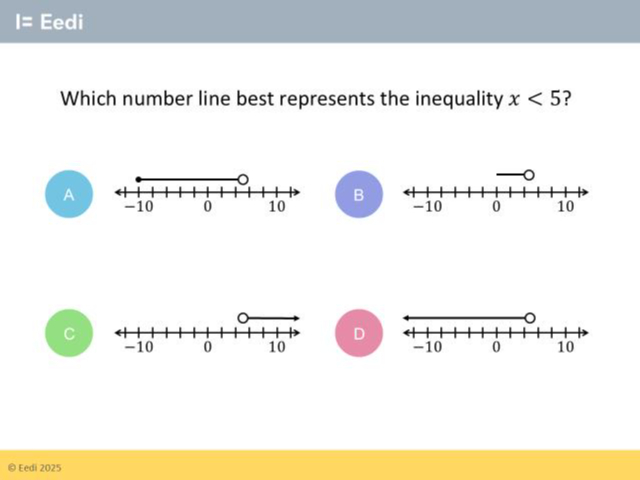 I= Eedi
Which number line best represents the inequality x < 5?
A
−10 0 10
B
−10 0 10
C
−10 0 10
D
−10 0 10
© Eedi 2025